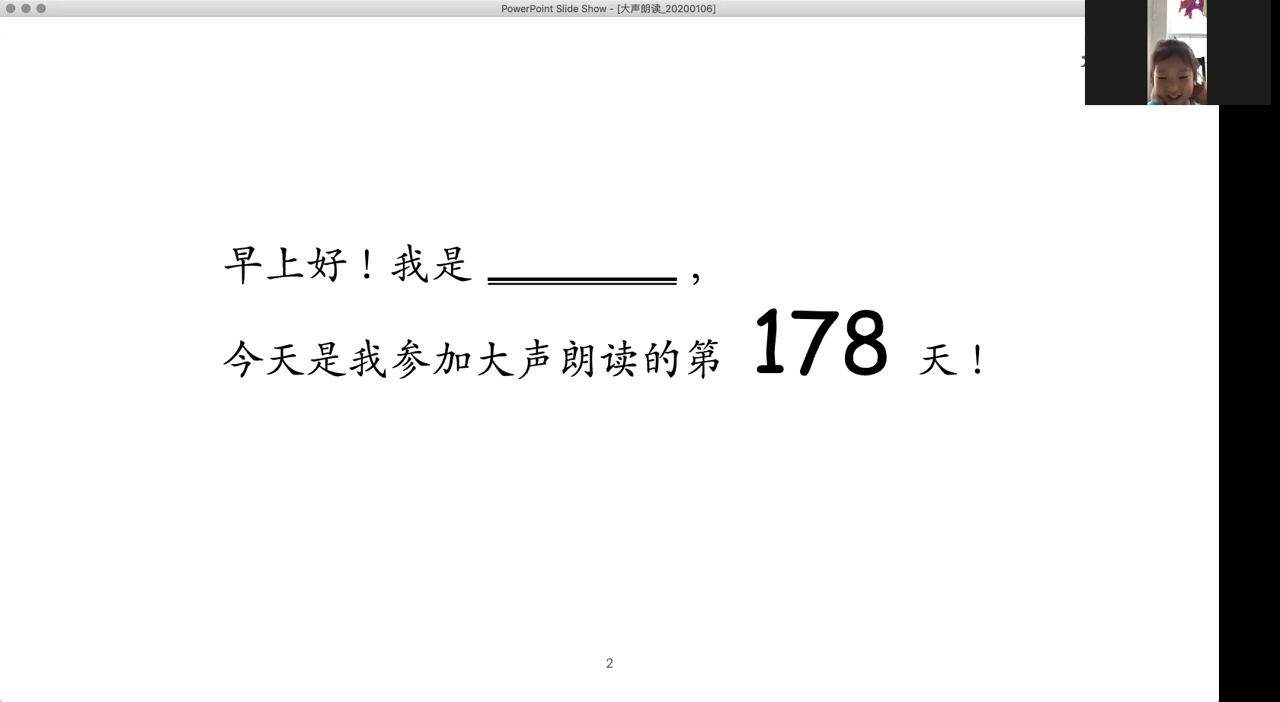 PowerPoint Slide Show - [大声朗读_20200106]
早上好！我是 ________ ，
今天是我参加大声朗读的第 178 天！
2